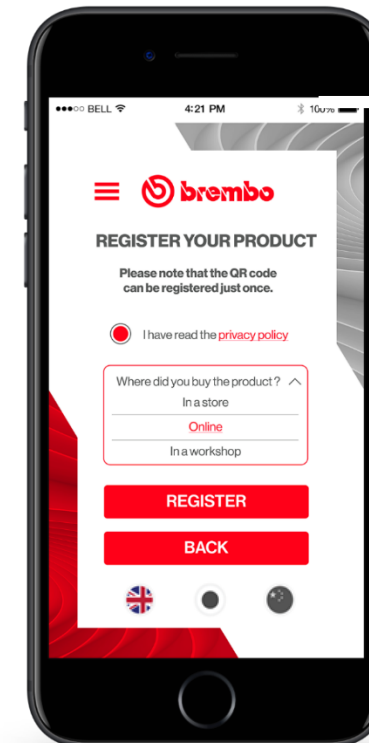 BELL 4:21 PM 100%
brembo
REGISTER YOUR PRODUCT
Please note that the QR code
can be registered just once.
I have read the privacy policy
Where did you buy the product ?
In a store
Online
In a workshop
REGISTER
BACK